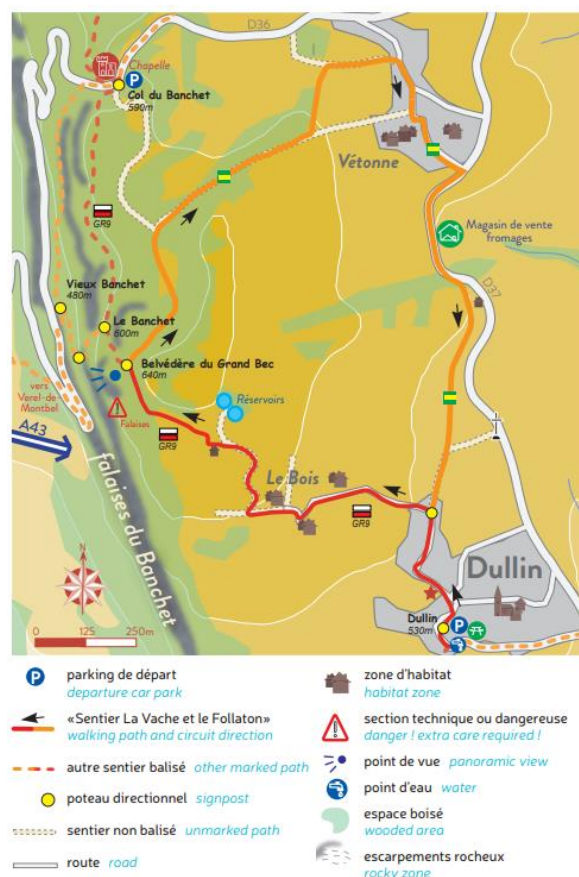 D36
Chapelle
P
Col du Banchet
590m
Vétonne
GR9
Magasin de vente
fromages
D37
Vieux Banchet
480m
Le Banchet
600m
Belvédère du Grand Bec
640m
vers
Verel-de-
Montbel
Falaises
Réservoirs
A43
GR9
Le Bois
GR9
falaises du Banchet
Dullin
N
Dullin
530m
P
0 125 250m
P
parking de départ
departure car park
«Sentier La Vache et le Follaton»
walking path and circuit direction
autre sentier balisé other marked path
poteau directionnel signpost
sentier non balisé unmarked path
route road
zone d'habitat
habitat zone
section technique ou dangereuse
danger ! extra care required !
point de vue panoramic view
point d'eau water
espace boisé
wooded area
escarpements rocheux
rocky zone